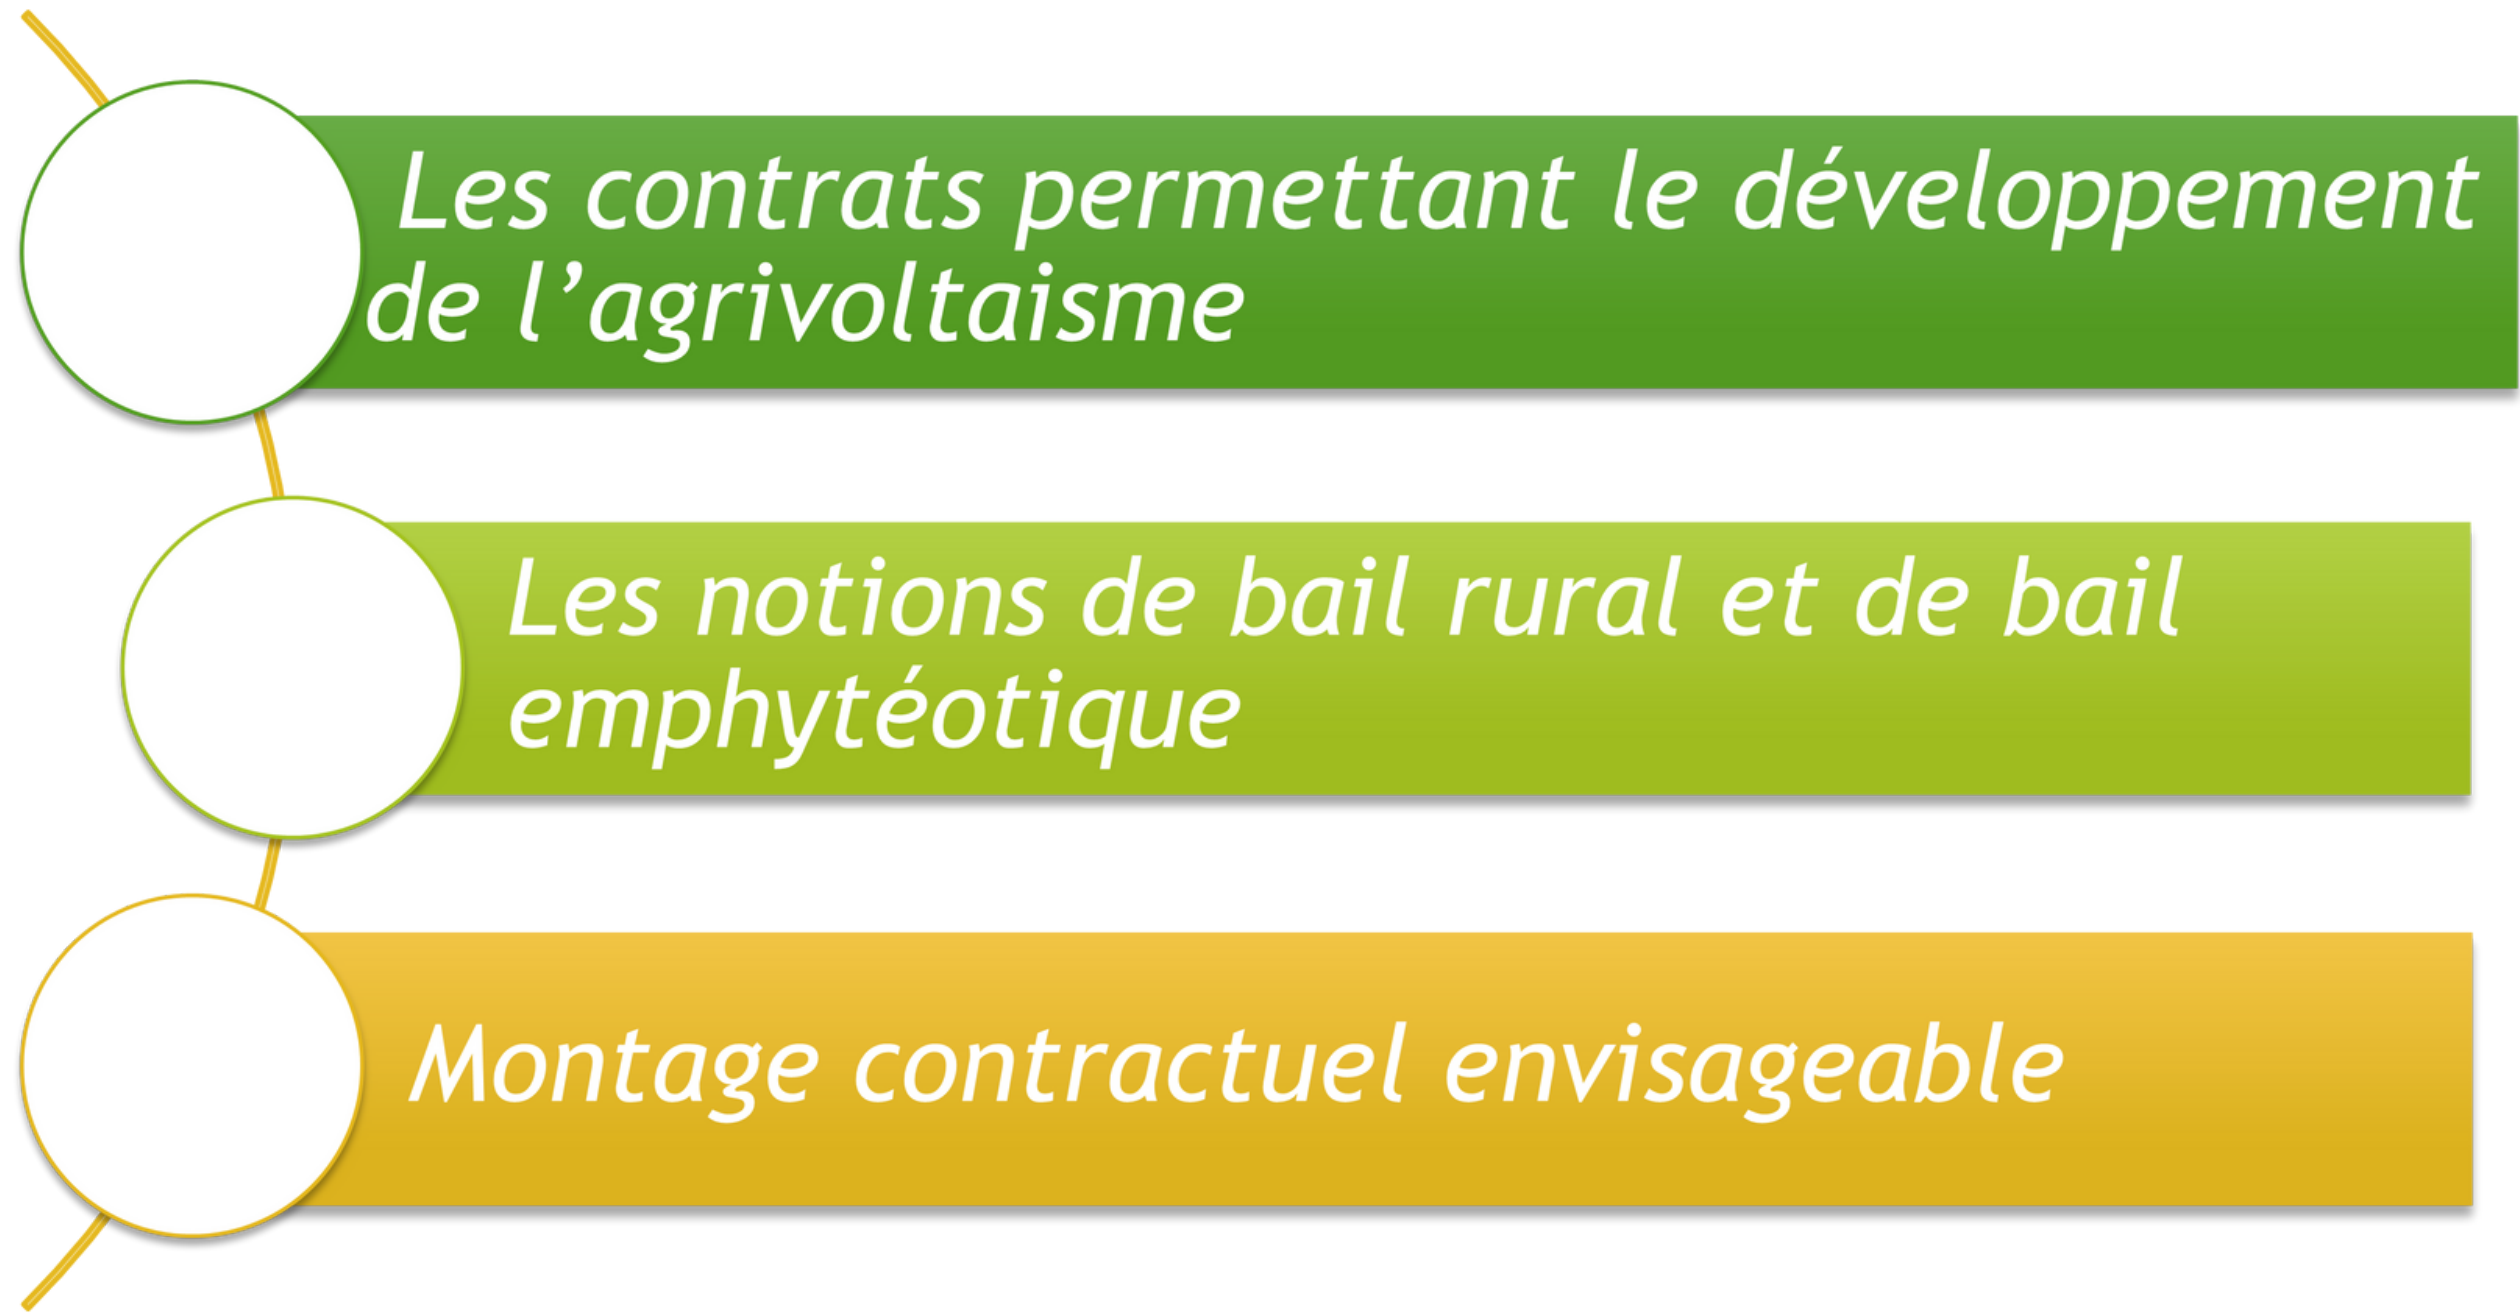 Les contrats permettant le développement
de l’agrivoltaisme
Les notions de bail rural et de bail
emphytéotique
Montage contractuel envisageable